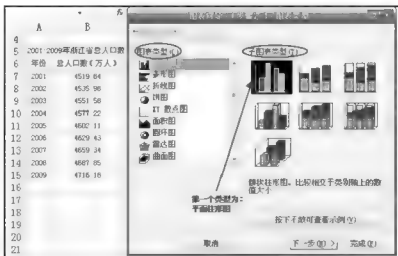 A B
4
5 2001-2009年浙江省总人口数
6 年份 总人口数(万人)
7 2001 4519 84
8 2002 4535 98
9 2003 4551 58
10 2004 4577 22
11 2005 4602 11
12 2006 4629 43
13 2007 4659 34
14 2008 4687 85
15 2009 4716 18
16
17
18
19
20
21
图表类型
子图表类型(T)
条形图
折线图
饼图
XY 散点图
面积图
圆环图
雷达图
曲面图
第一个类型为:
平面柱形图
簇状柱形图。比较相交于类别轴上的数
值大小
按下不放可查看示例(V)
取消
下一步(N) >
完成(F)